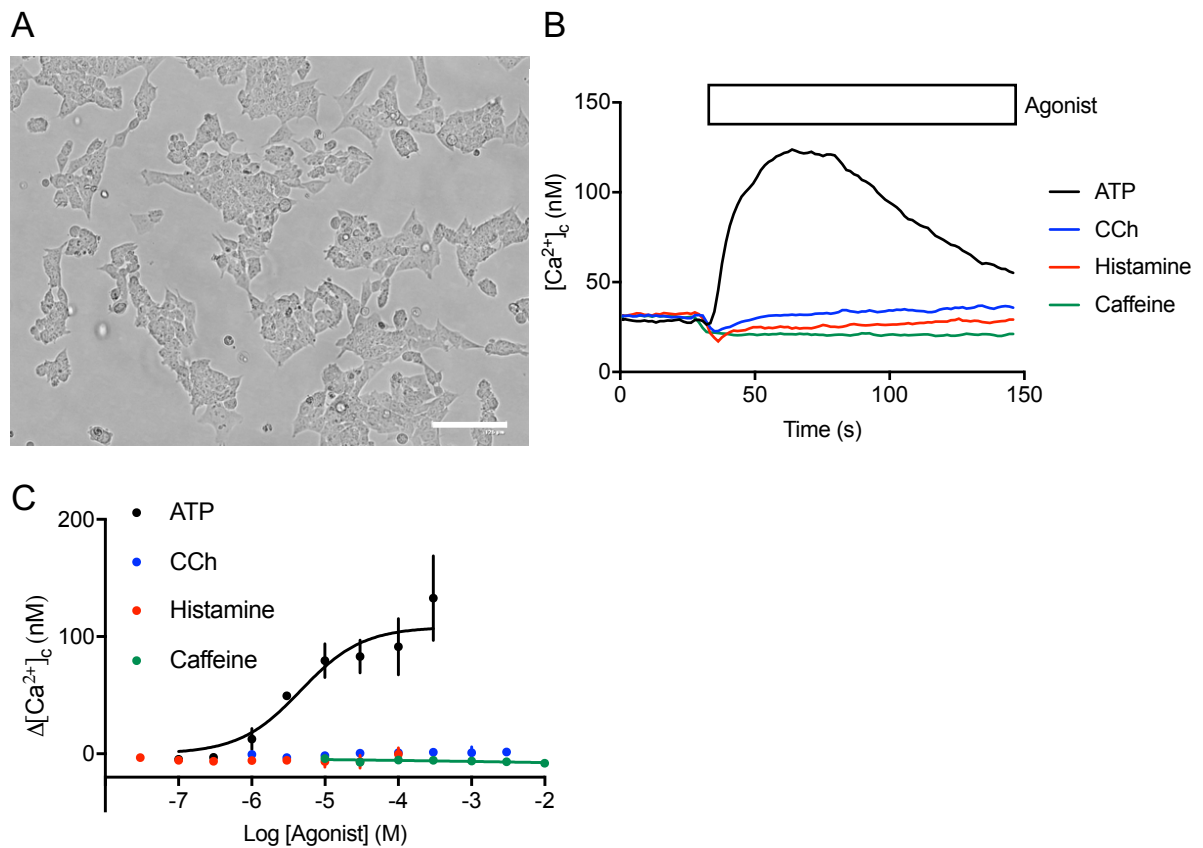 A
B
150
100
50
0
[Ca²⁺]c (nM)
Agonist
ATP
CCh
Histamine
Caffeine
0
50
100
150
Time (s)
C
200
100
0
Δ[Ca²⁺]c (nM)
ATP
CCh
Histamine
Caffeine
-7
-6
-5
-4
-3
-2
Log [Agonist] (M)